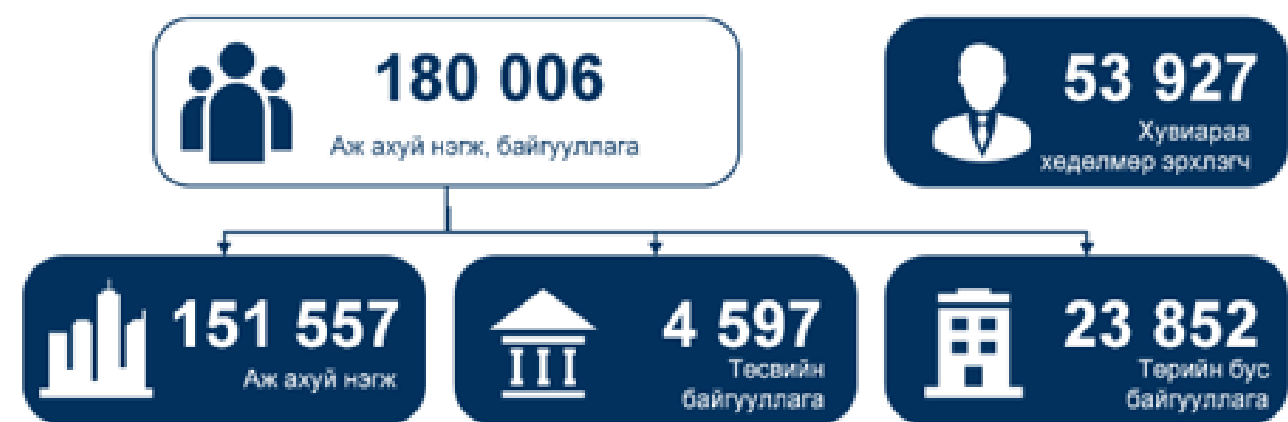 180 006
Аж ахуй нэгж, байгууллага
53 927
Хувиараа
хөдөлмөр эрхлэгч
151 557
Аж ахуй нэгж
4 597
Төсвийн
байгууллага
23 852
Төрийн бус
байгууллага